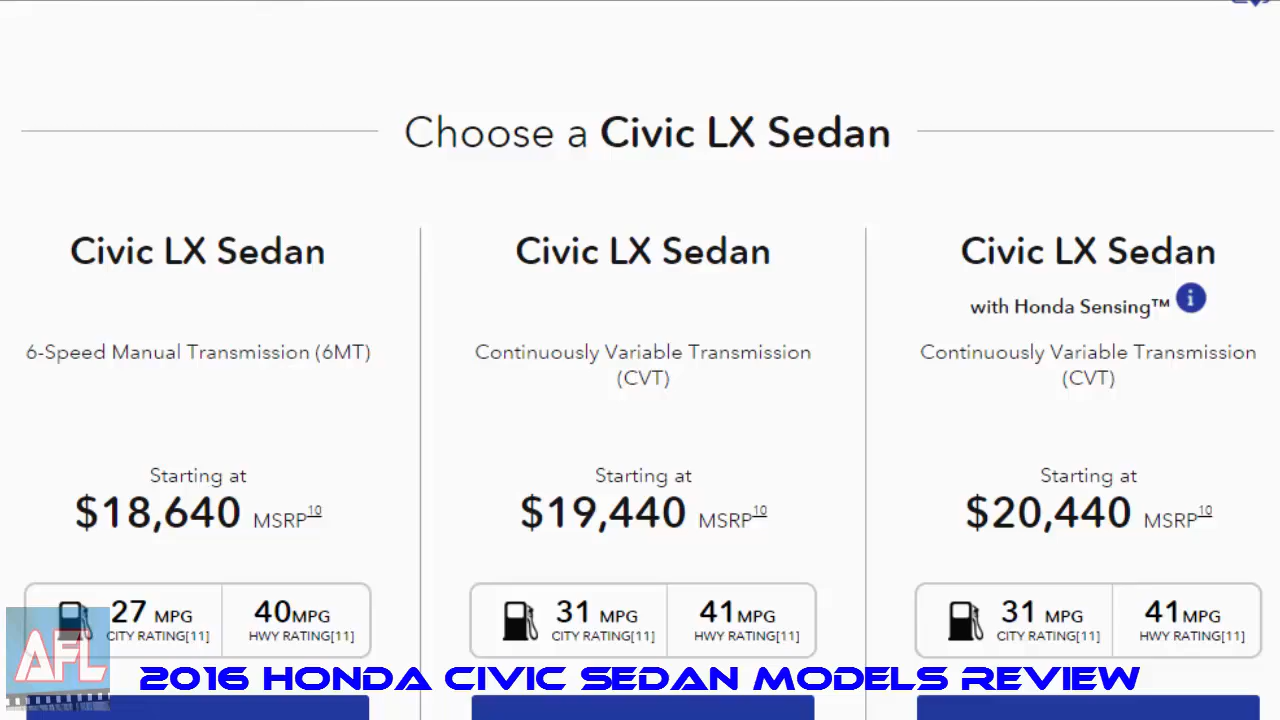 Choose a Civic LX Sedan
Civic LX Sedan
6-Speed Manual Transmission (6MT)
Starting at
$18,640 MSRP10
27 MPG
CITY RATING[11]
40MPG
HWY RATING[11]
Civic LX Sedan
Continuously Variable Transmission
(CVT)
Starting at
$19,440 MSRP10
31 MPG
CITY RATING[11]
41MPG
HWY RATING[11]
Civic LX Sedan
with Honda Sensing™ i
Continuously Variable Transmission
(CVT)
Starting at
$20,440 MSRP10
31 MPG
CITY RATING[11]
41MPG
HWY RATING[11]
AFL
2016 HONDA CIVIC SEDAN MODELS REVIEW